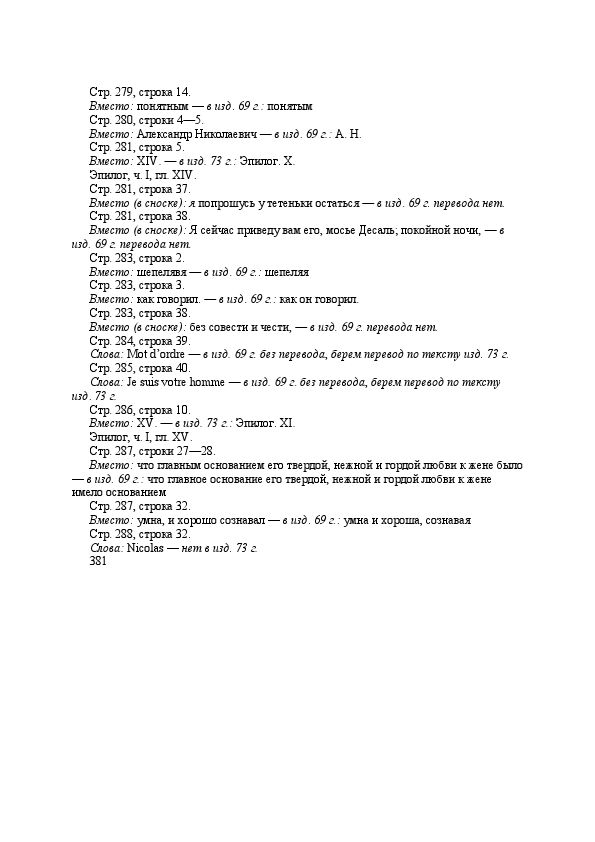 Стр. 279, строка 14.
Вместо: понятным — в изд. 69 г.: понятым
Стр. 280, строки 4—5.
Вместо: Александр Николаевич — в изд. 69 г.: А. Н.
Стр. 281, строка 5.
Вместо: XIV. — в изд. 73 г.: Эпилог. X.
Эпилог, ч. I, гл. XIV.
Стр. 281, строка 37.
Вместо (в сноске): я попрошусь у тетеньки остаться — в изд. 69 г. перевода нет.
Стр. 281, строка 38.
Вместо (в сноске): Я сейчас приведу вам его, мосье Десаль; покойной ночи, — в
изд. 69 г. перевода нет.
Стр. 283, строка 2.
Вместо: шепелявя — в изд. 69 г.: шепеляя
Стр. 283, строка 3.
Вместо: как говорил. — в изд. 69 г.: как он говорил.
Стр. 283, строка 38.
Вместо (в сноске): без совести и чести, — в изд. 69 г. перевода нет.
Стр. 284, строка 39.
Слова: Mot d’ordre — в изд. 69 г. без перевода, берем перевод по тексту изд. 73 г.
Стр. 285, строка 40.
Слова: Je suis votre homme — в изд. 69 г. без перевода, берем перевод по тексту
изд. 73 г.
Стр. 286, строка 10.
Вместо: XV. — в изд. 73 г.: Эпилог. XI.
Эпилог, ч. I, гл. XV.
Стр. 287, строки 27—28.
Вместо: что главным основанием его твердой, нежной и гордой любви к жене было
— в изд. 69 г.: что главное основание его твердой, нежной и гордой любви к жене
имело основанием
Стр. 287, строка 32.
Вместо: умна, и хорошо сознавал — в изд. 69 г.: умна и хороша, сознавая
Стр. 288, строка 32.
Слова: Nicolas — нет в изд. 73 г.
381